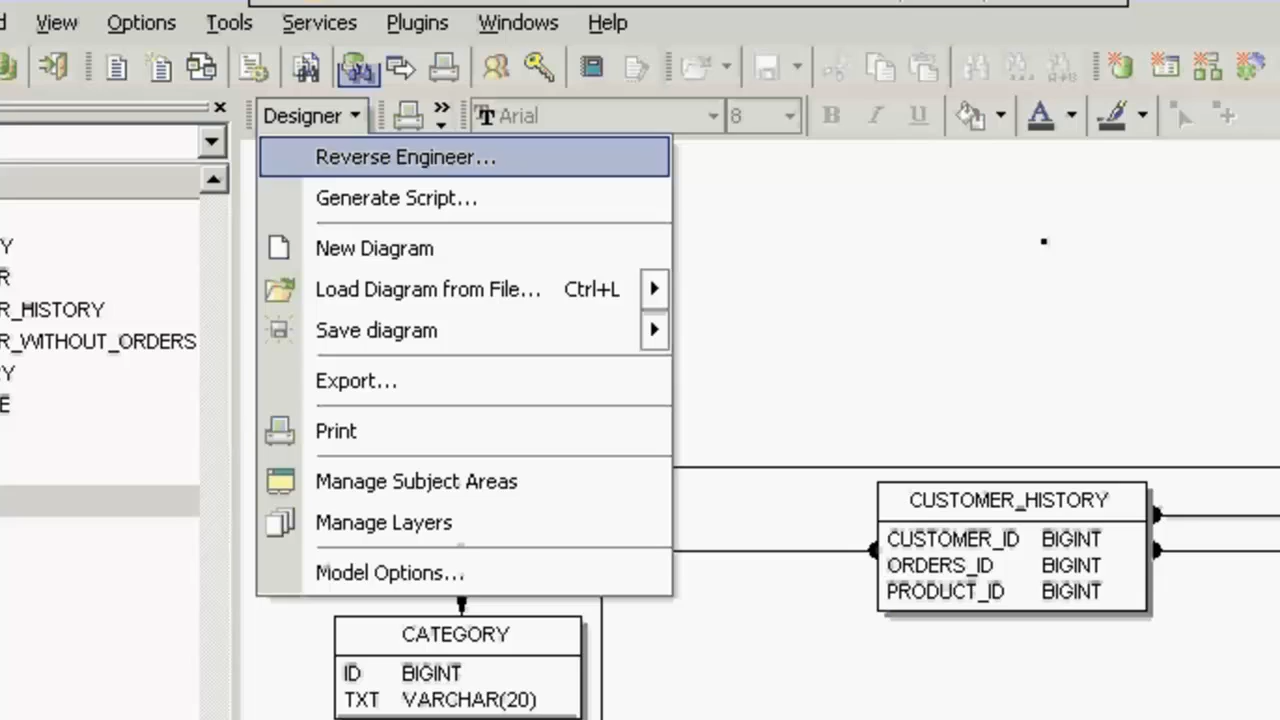 View Options Tools Services Plugins Windows Help
Designer
Arial
8
B I U
A
Reverse Engineer...
Generate Script...
New Diagram
Load Diagram from File... Ctrl+L
Save diagram
Export...
Print
Manage Subject Areas
Manage Layers
Model Options...
Y
R
R_HISTORY
R_WITHOUT_ORDERS
Y
E
CUSTOMER_HISTORY
CUSTOMER_ID BIGINT
ORDERS_ID BIGINT
PRODUCT_ID BIGINT
CATEGORY
ID BIGINT
TXT VARCHAR(20)